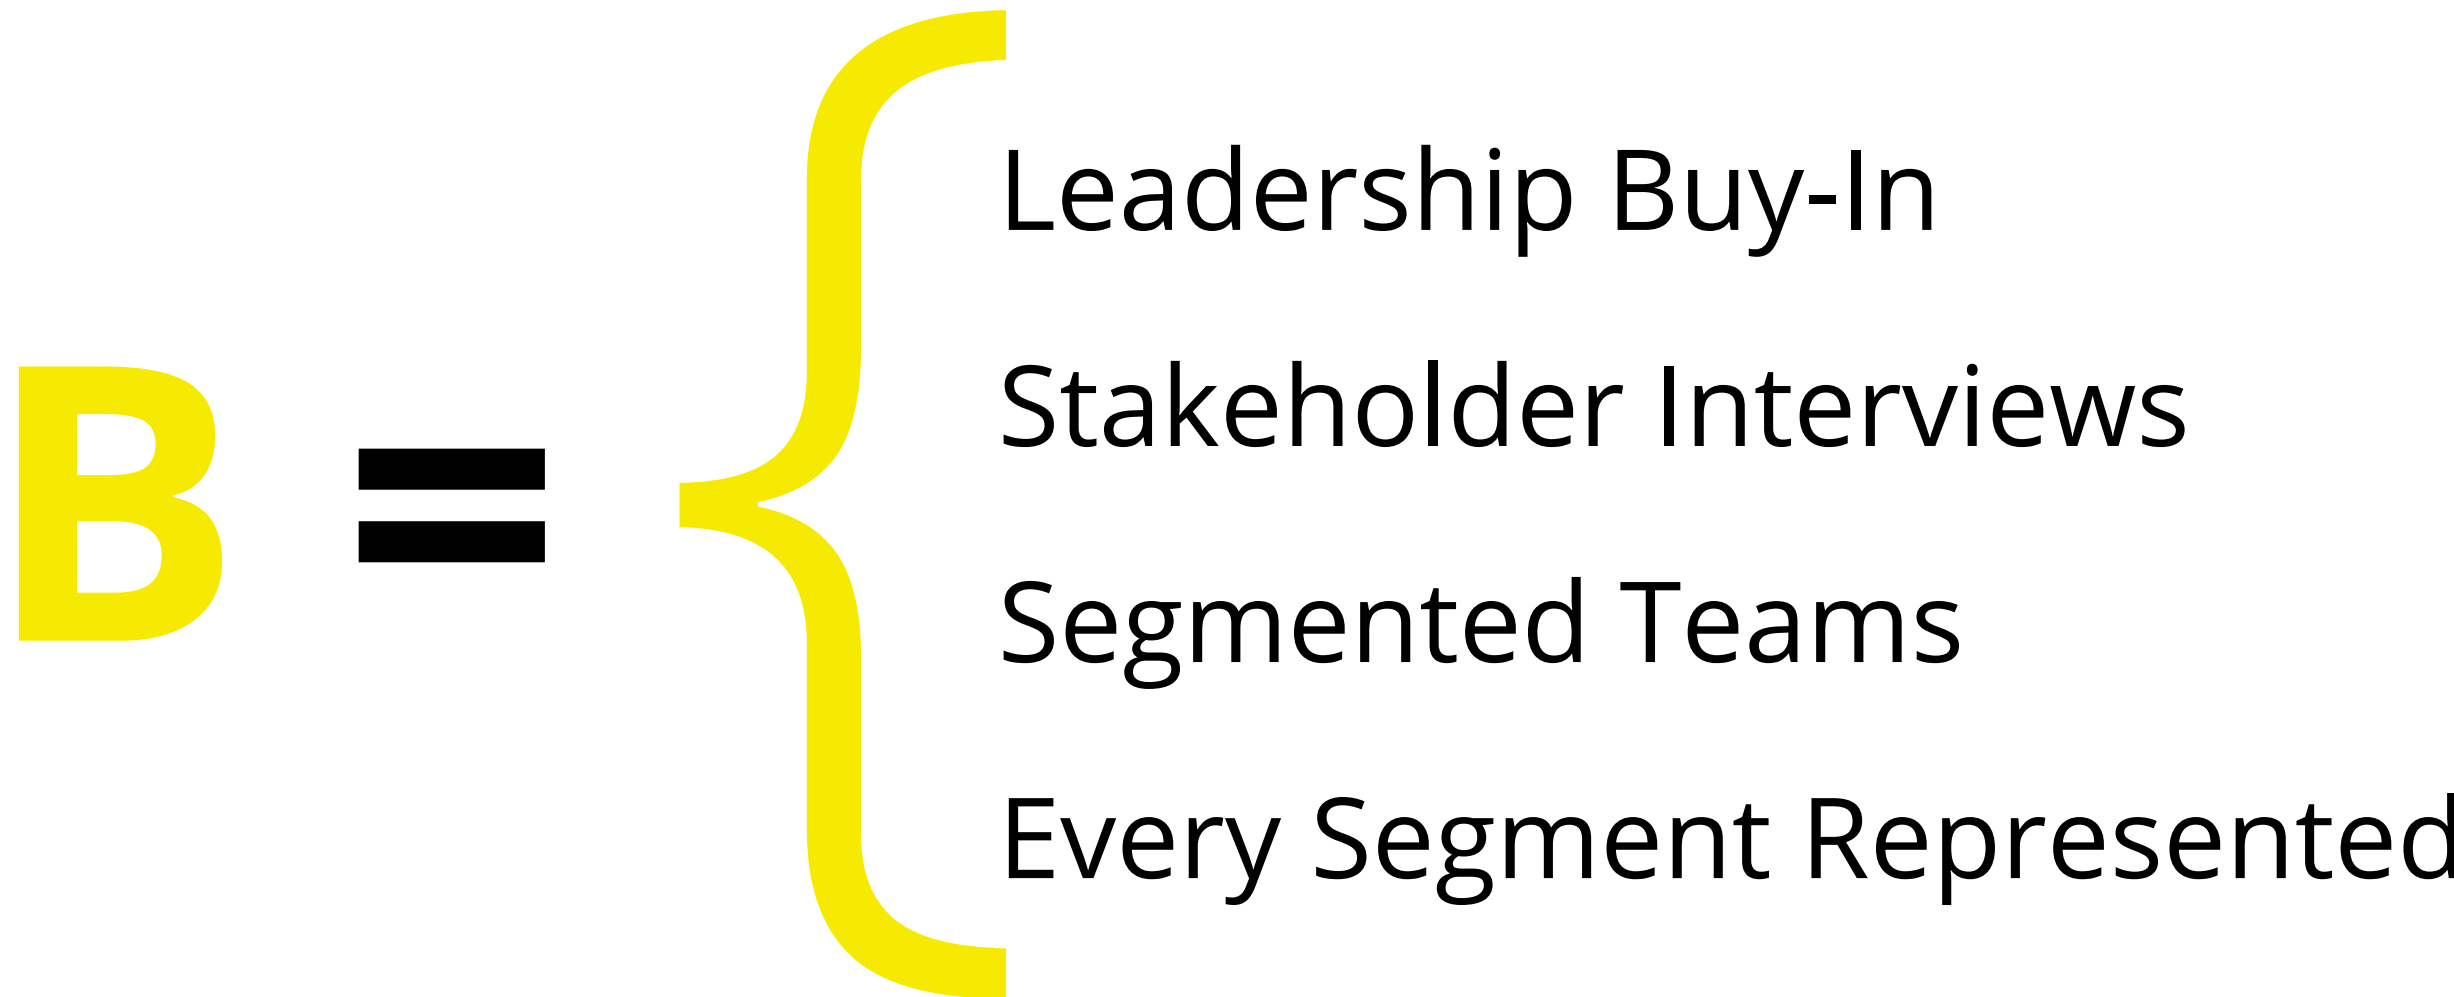 B =
Leadership Buy-In
Stakeholder Interviews
Segmented Teams
Every Segment Represented